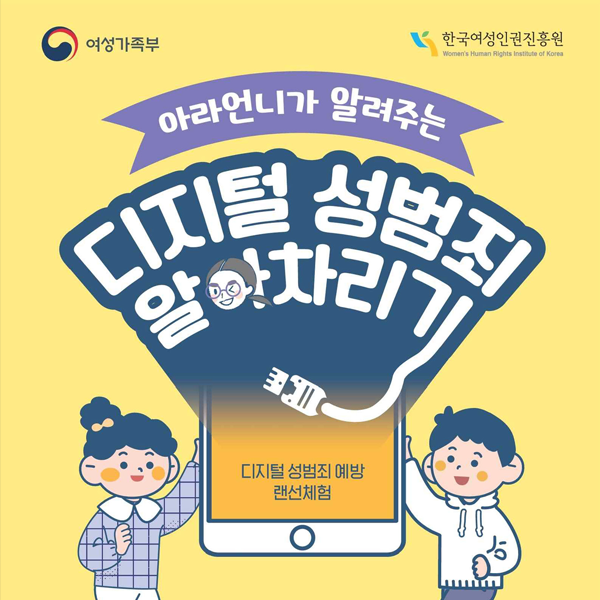 여성가족부
한국여성인권진흥원
Women's Human Rights Institute of Korea
아라언니가 알려주는
디지털 성범죄
알아차리기
디지털 성범죄 예방
랜선체험